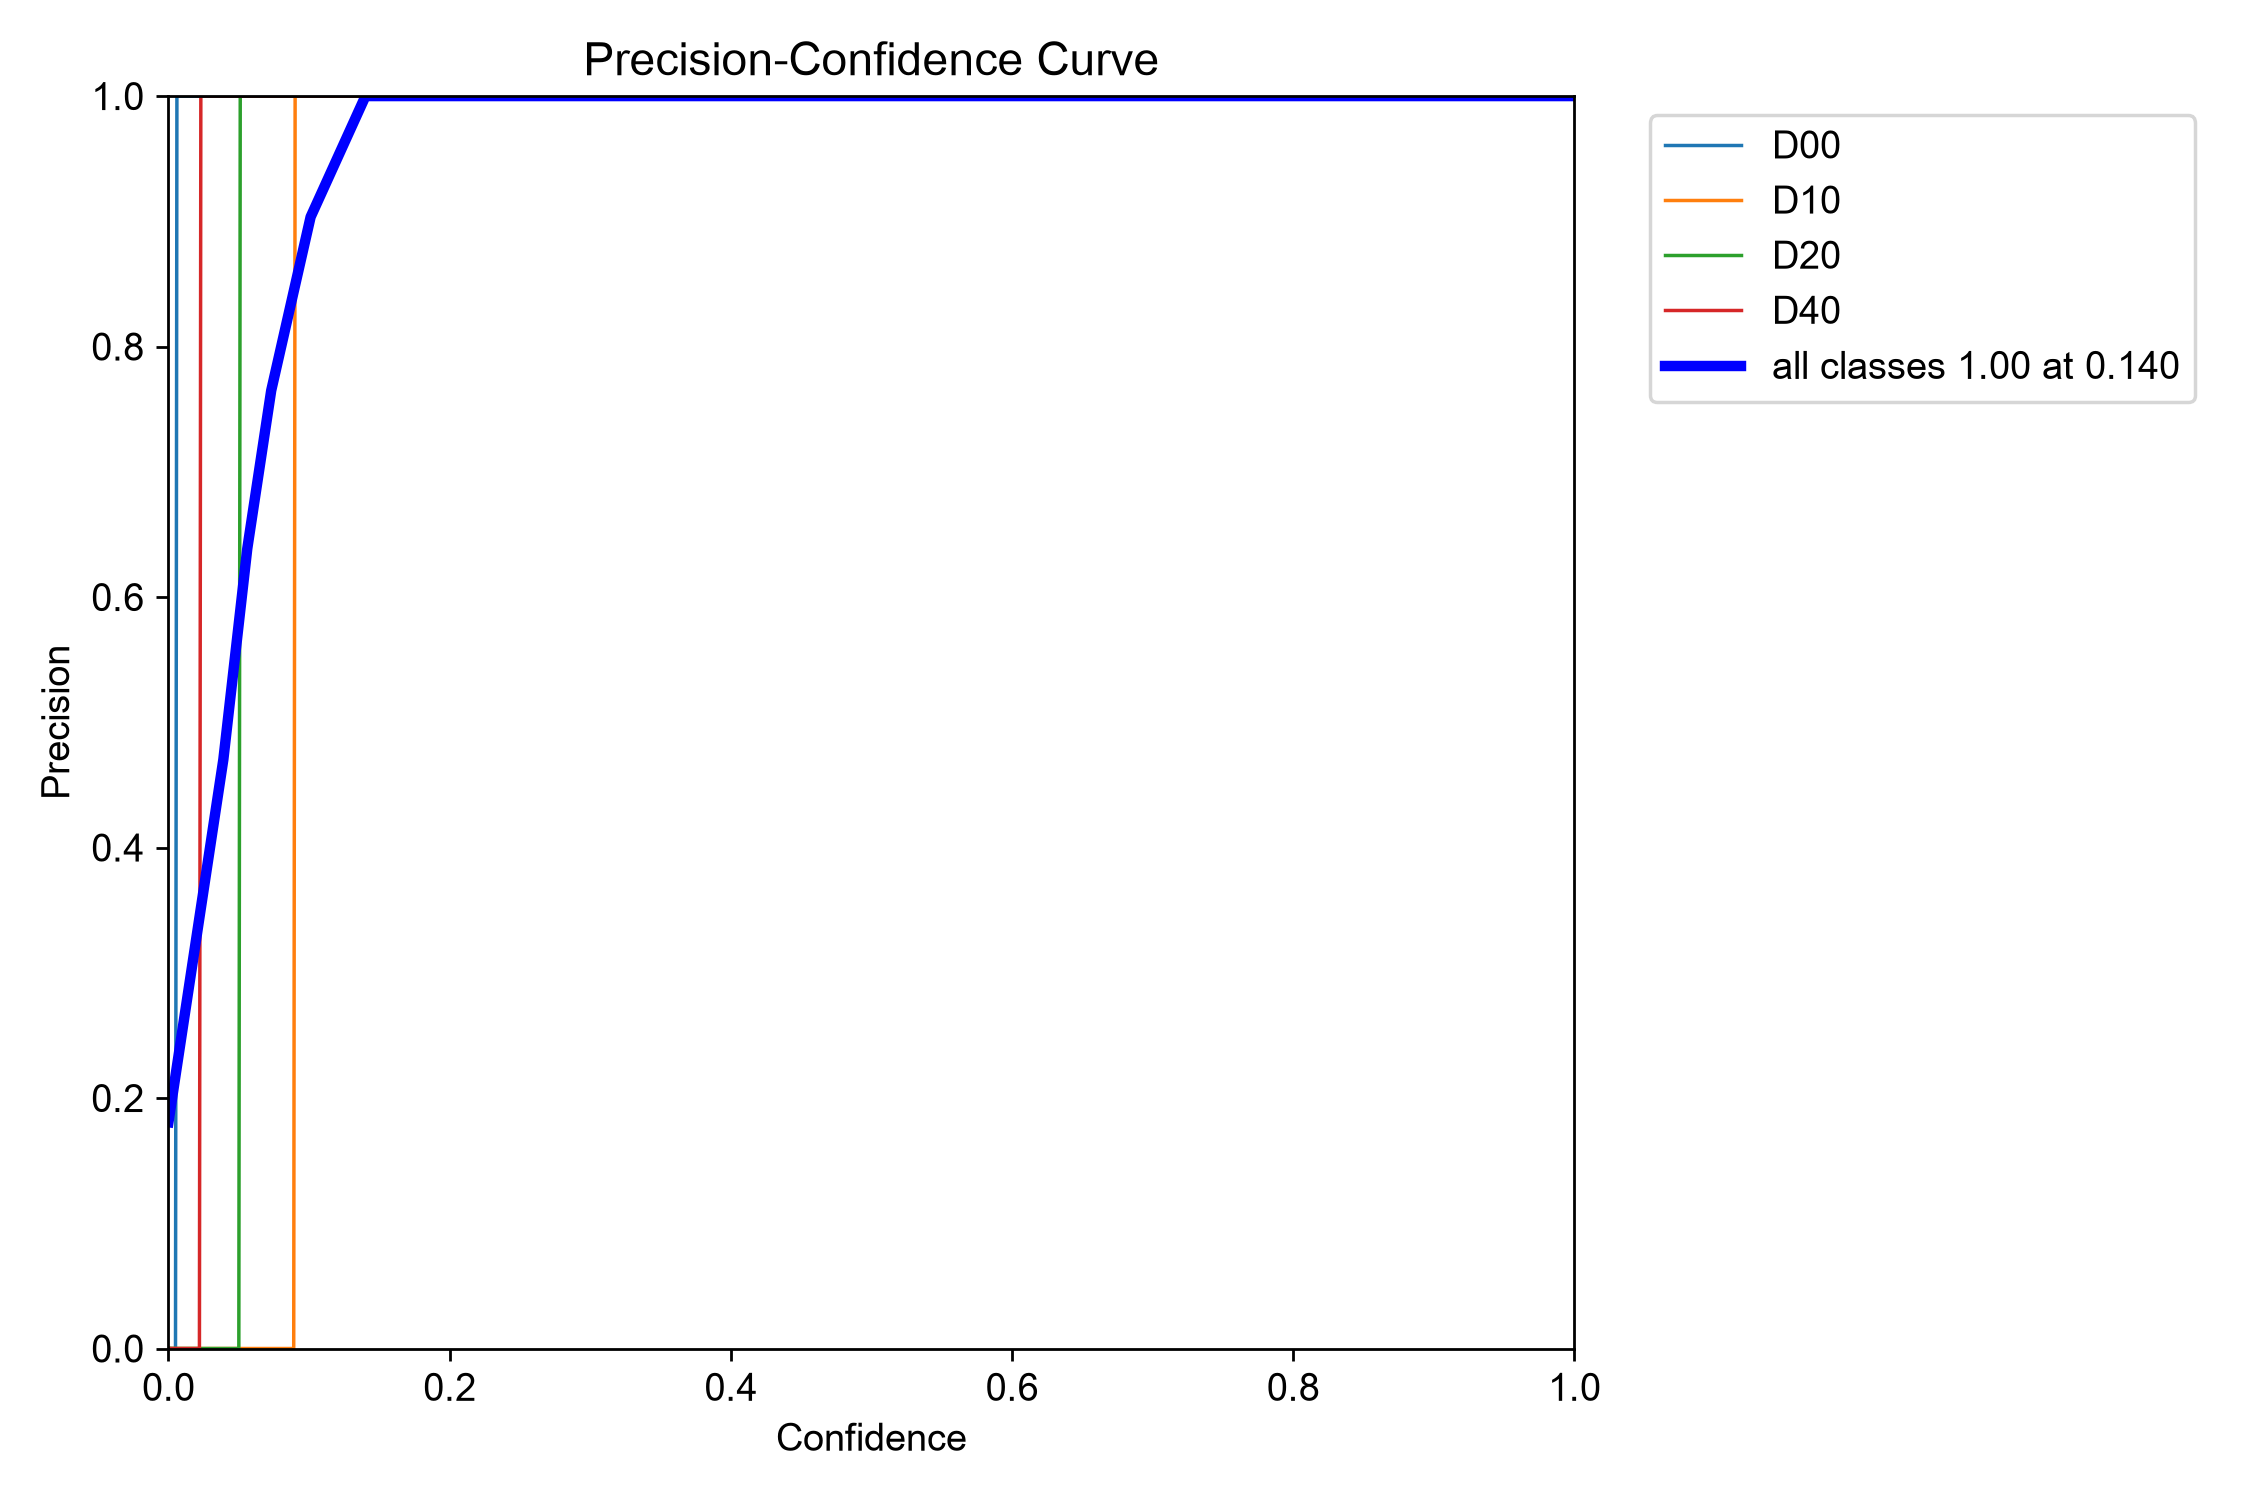 Precision-Confidence Curve
1.0
0.8
0.6
0.4
0.2
0.0
Precision
0.0 0.2 0.4 0.6 0.8 1.0
Confidence
D00
D10
D20
D40
all classes 1.00 at 0.140